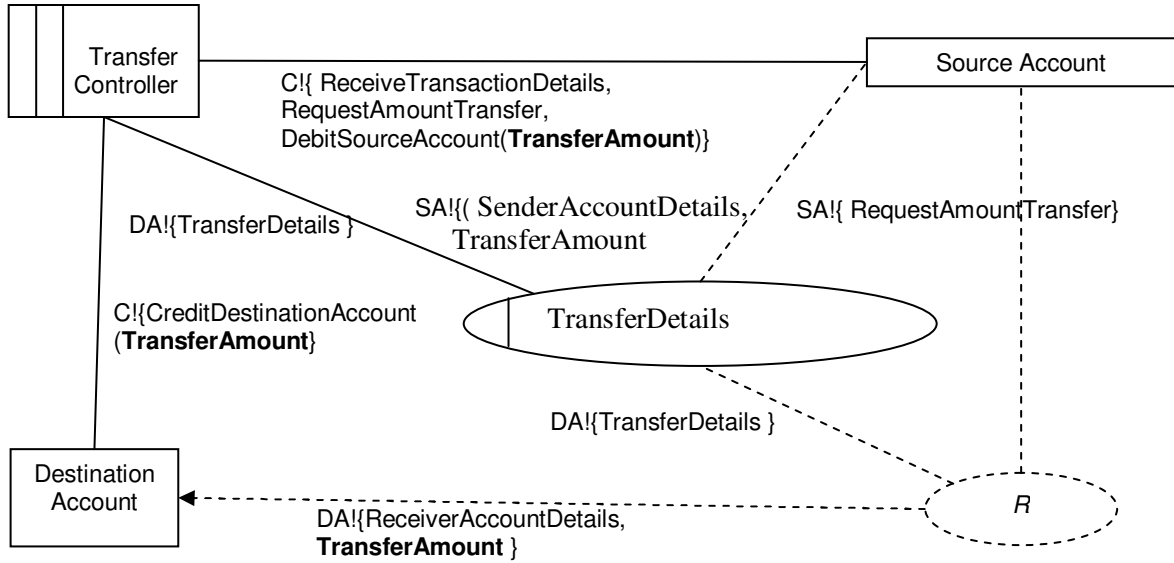 Transfer
Controller
Source Account
C!{ ReceiveTransactionDetails,
RequestAmountTransfer,
DebitSourceAccount(TransferAmount)}
DA!{TransferDetails }
SA!{( SenderAccountDetails,
TransferAmount
SA!{ RequestAmountTransfer}
C!{CreditDestinationAccount
(TransferAmount}
TransferDetails
DA!{TransferDetails }
Destination
Account
R
DA!{ReceiverAccountDetails,
TransferAmount }